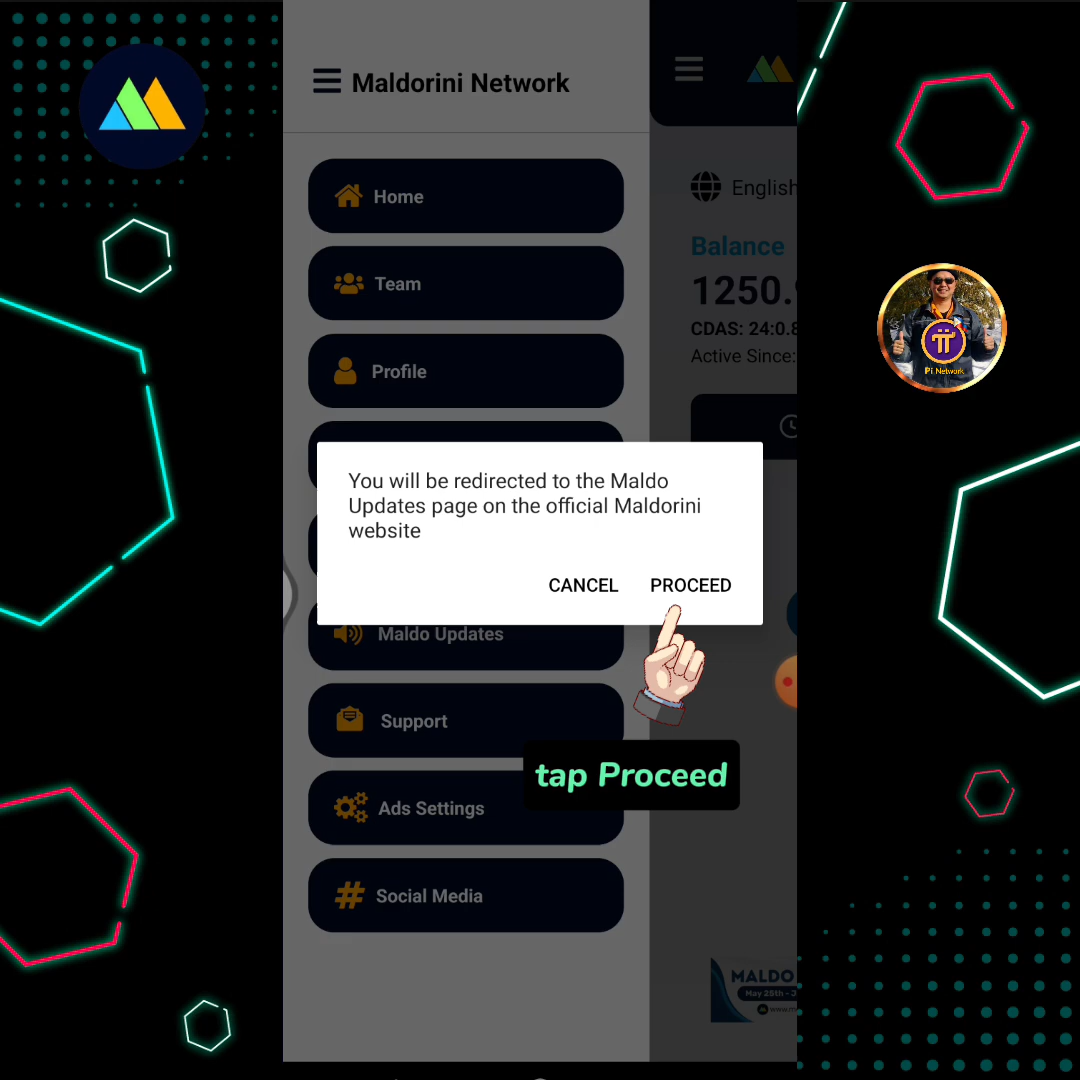 Maldorini Network
Home
Team
Profile
English
Balance
1250.
CDAS: 24:0.8
Active Since:
You will be redirected to the Maldo
Updates page on the official Maldorini
website
CANCEL PROCEED
Maldo Updates
Support
tap Proceed
Ads Settings
Social Media
Pi Network
MALDO
May 25th - J
www.m